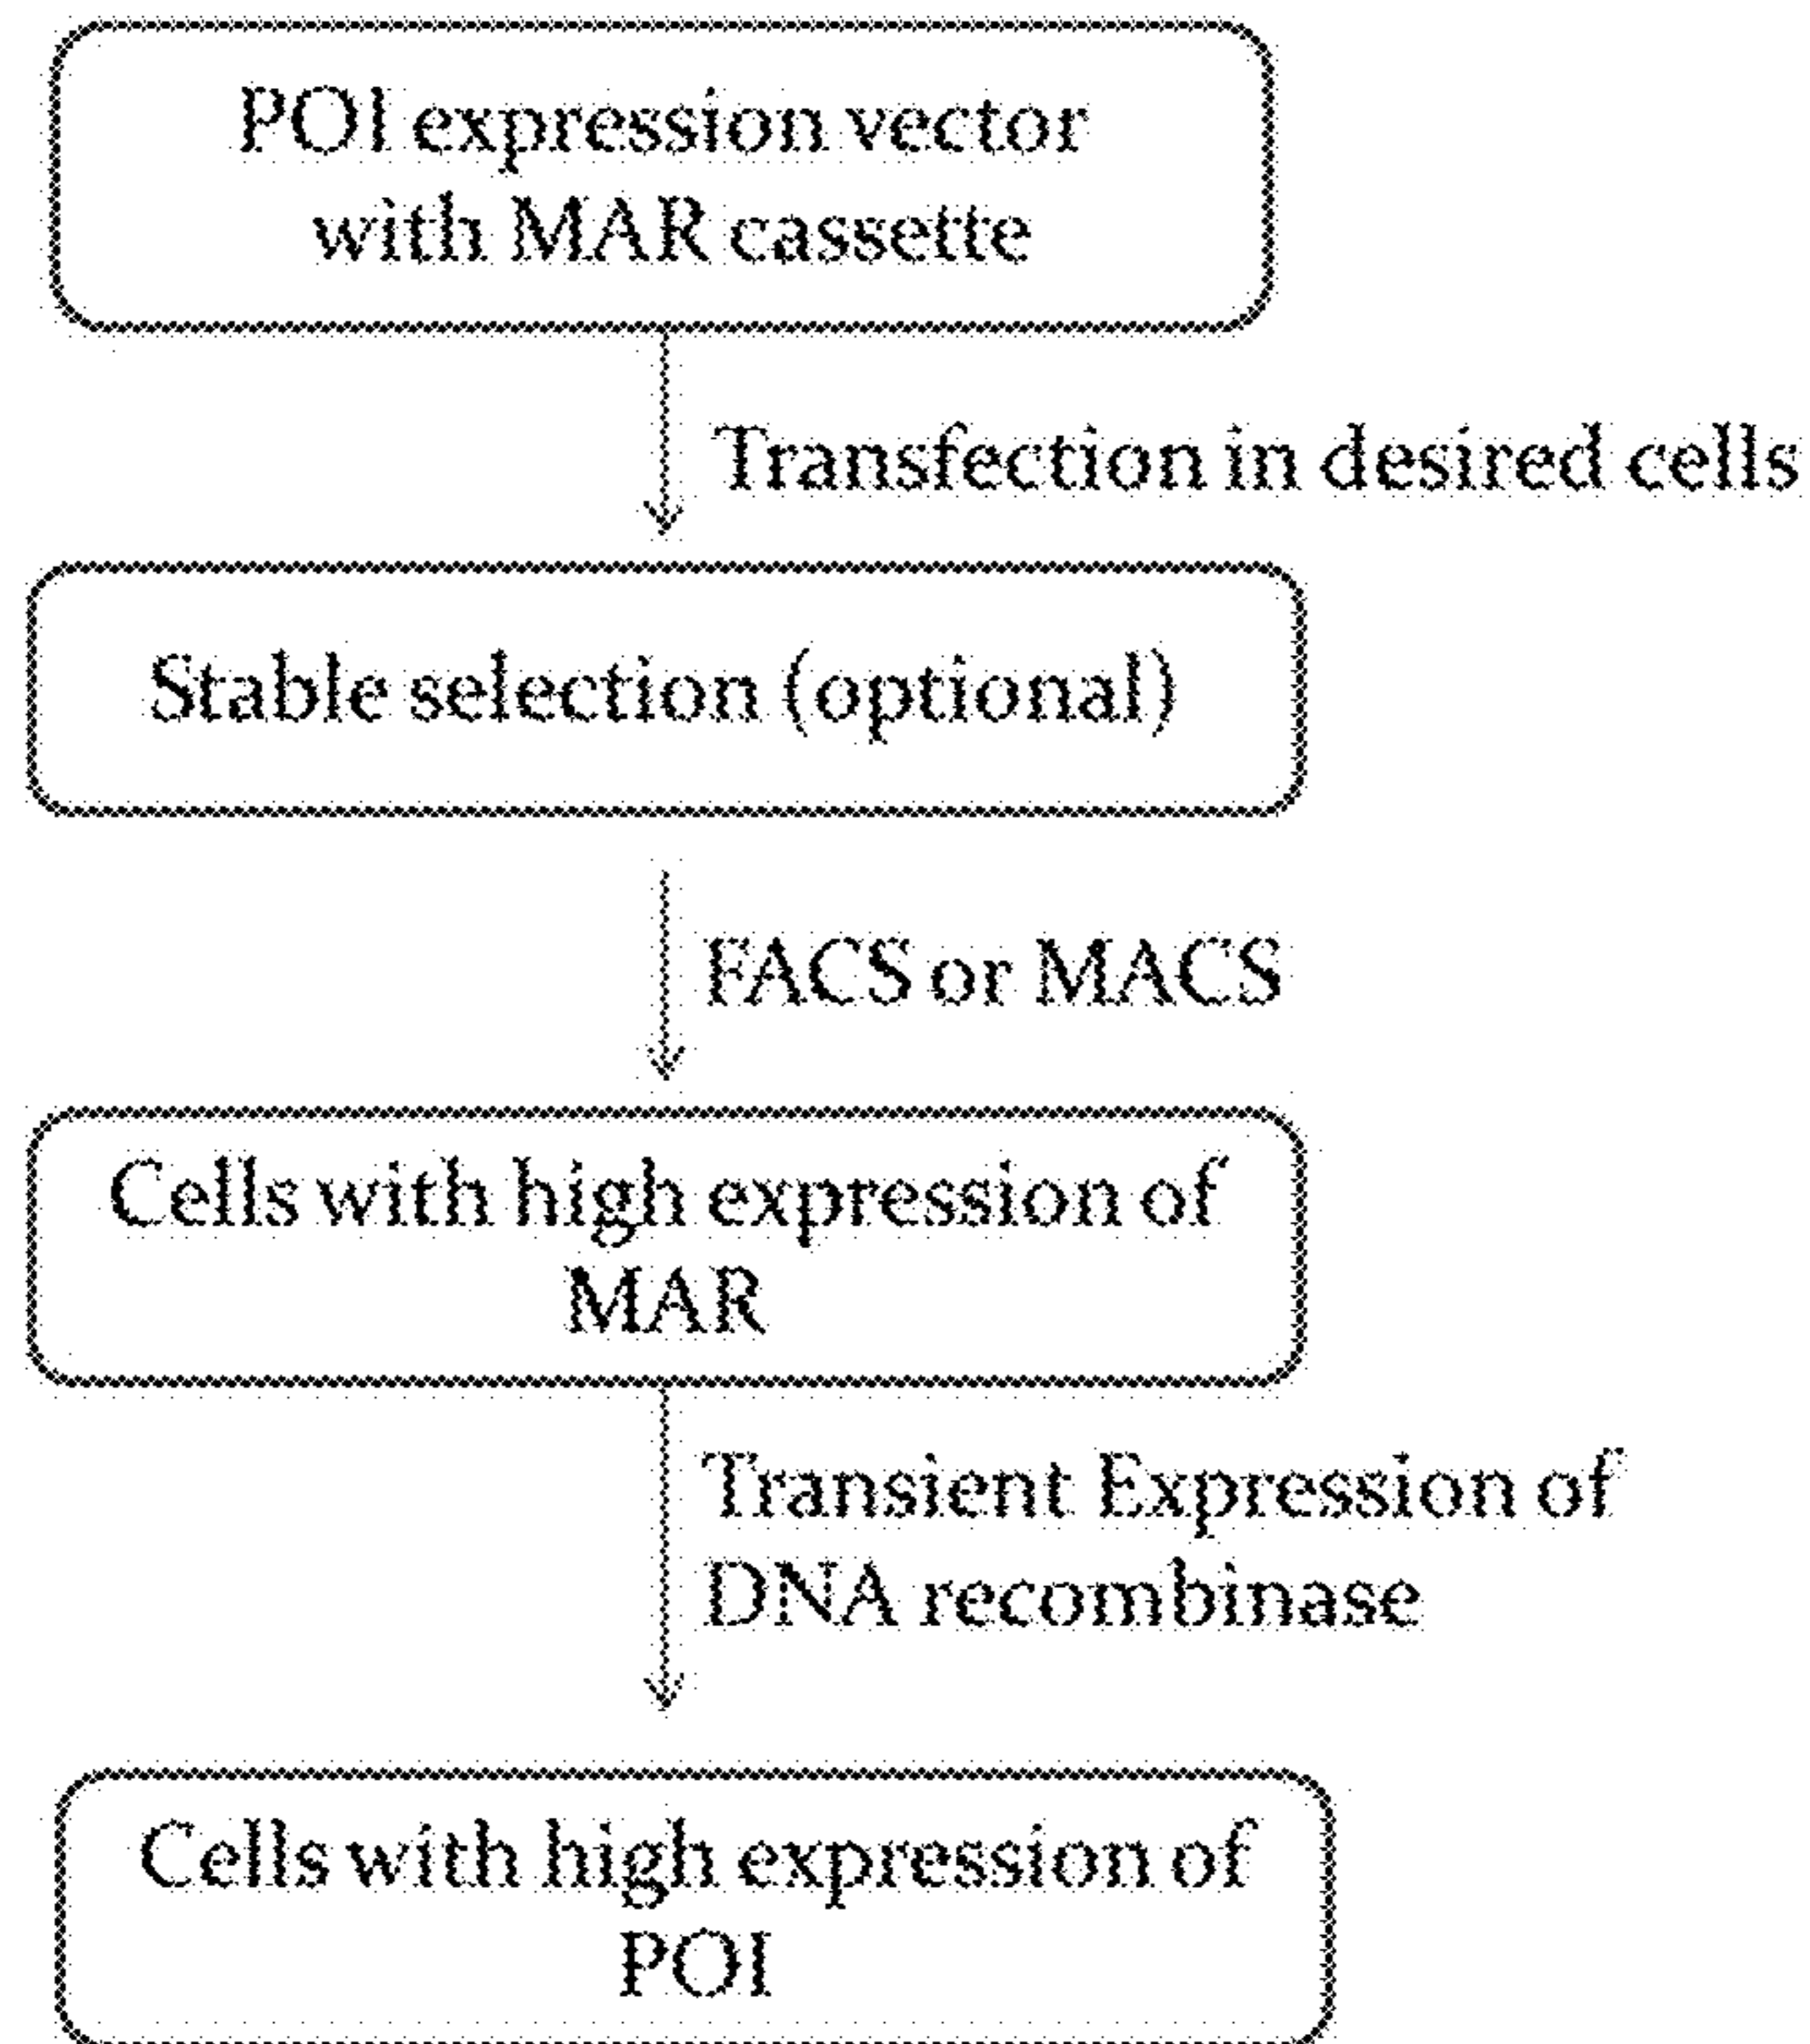 POI expression vector
with MAR cassette
Transfection in desired cells
Stable selection (optional)
FACS or MACS
Cells with high expression of
MAR
Transient Expression of
DNA recombinase
Cells with high expression of
POI